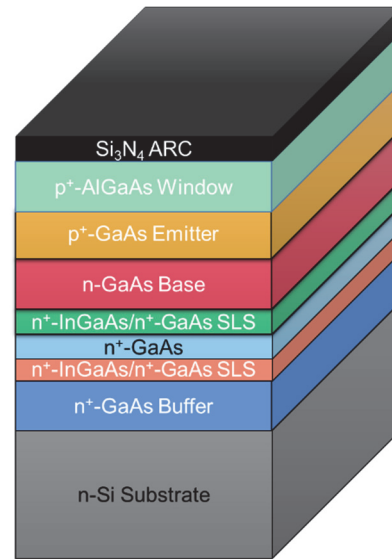 Si₃N₄ ARC
p⁺-AlGaAs Window
p⁺-GaAs Emitter
n-GaAs Base
n⁺-InGaAs/n⁺-GaAs SLS
n⁺-GaAs
n⁺-InGaAs/n⁺-GaAs SLS
n⁺-GaAs Buffer
n-Si Substrate